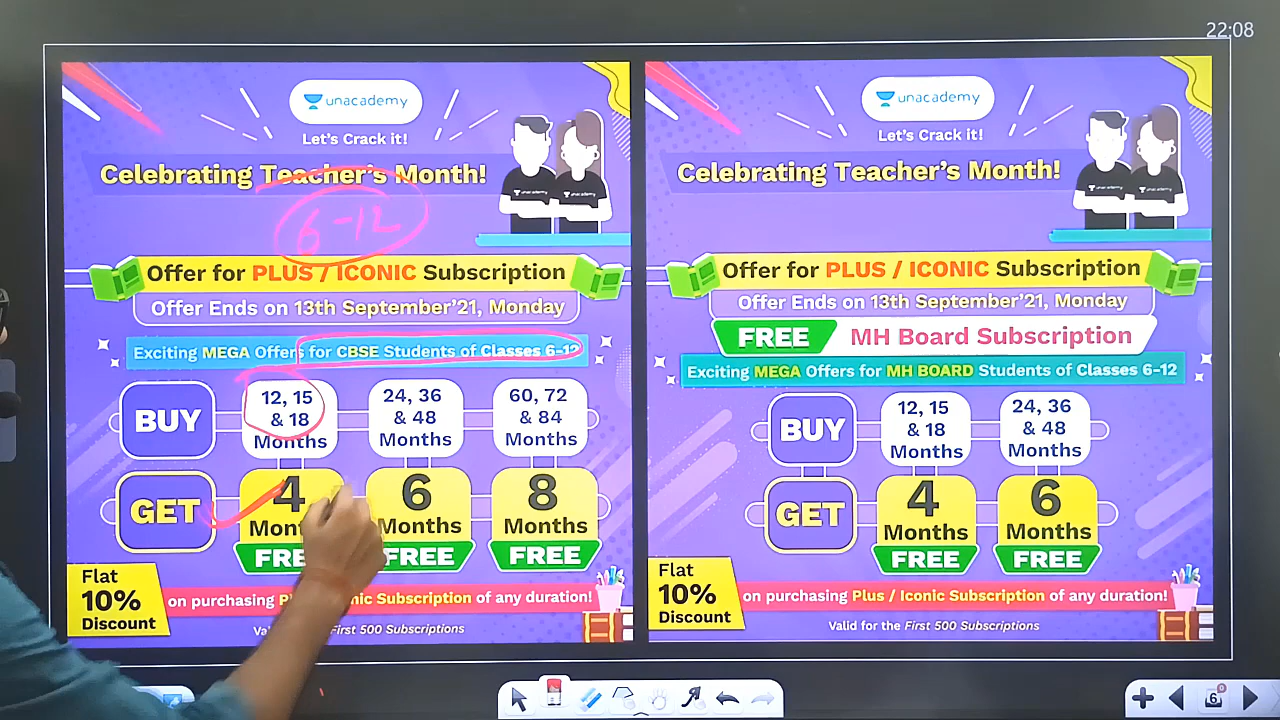 22:08
unacademy
Let's Crack it!
Celebrating Teacher's Month!
6-12
Offer for PLUS / ICONIC Subscription
Offer Ends on 13th September'21, Monday
Exciting MEGA Offers for CBSE Students of Classes 6-12
BUY
12, 15 & 18 Months
24, 36 & 48 Months
60, 72 & 84 Months
GET
4
6 Months FREE
8 Months FREE
Flat 10% Discount
on purchasing Iconic Subscription of any duration!
First 500 Subscriptions
unacademy
Let's Crack it!
Celebrating Teacher's Month!
Offer for PLUS / ICONIC Subscription
Offer Ends on 13th September'21, Monday
FREE MH Board Subscription
Exciting MEGA Offers for MH BOARD Students of Classes 6-12
BUY
12, 15 & 18 Months
24, 36 & 48 Months
GET
4 Months FREE
6 Months FREE
Flat 10% Discount
on purchasing Plus / Iconic Subscription of any duration!
Valid for the First 500 Subscriptions
6